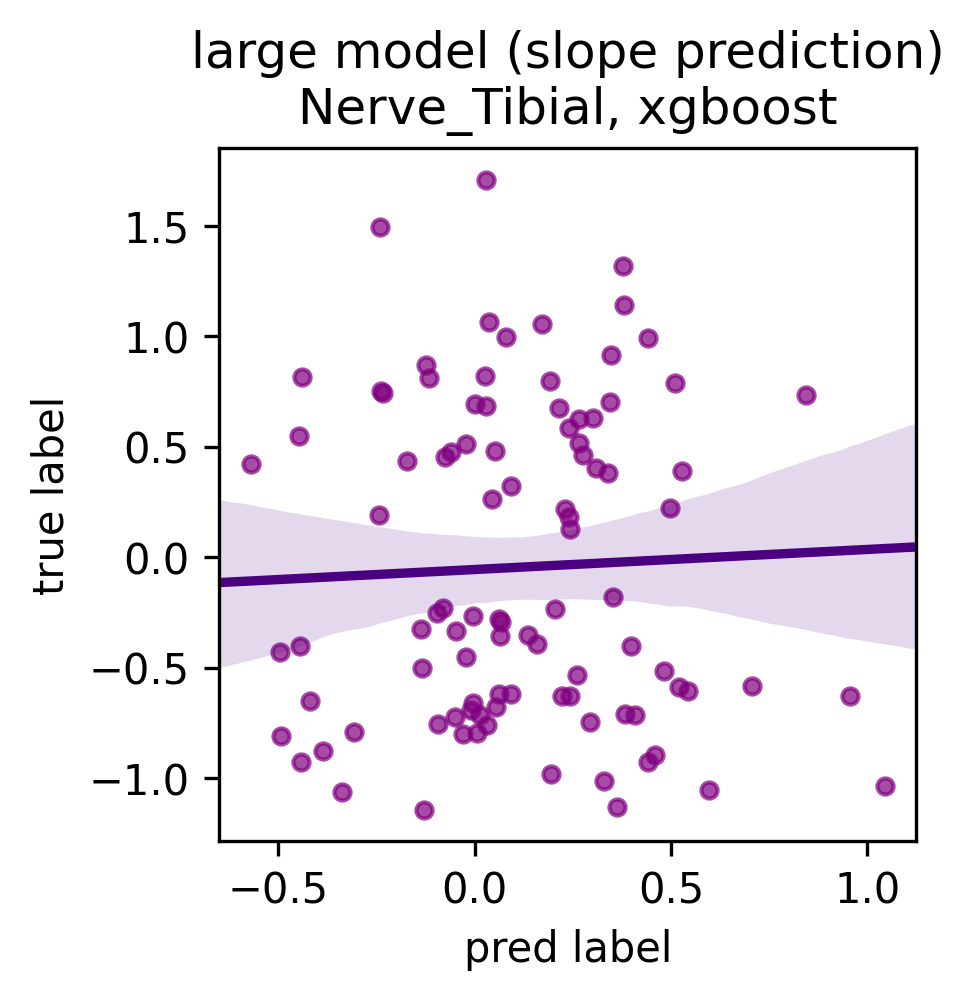 large model (slope prediction)
Nerve_Tibial, xgboost
true label
1.5
1.0
0.5
0.0
−0.5
−1.0
−0.5
0.0
0.5
1.0
pred label